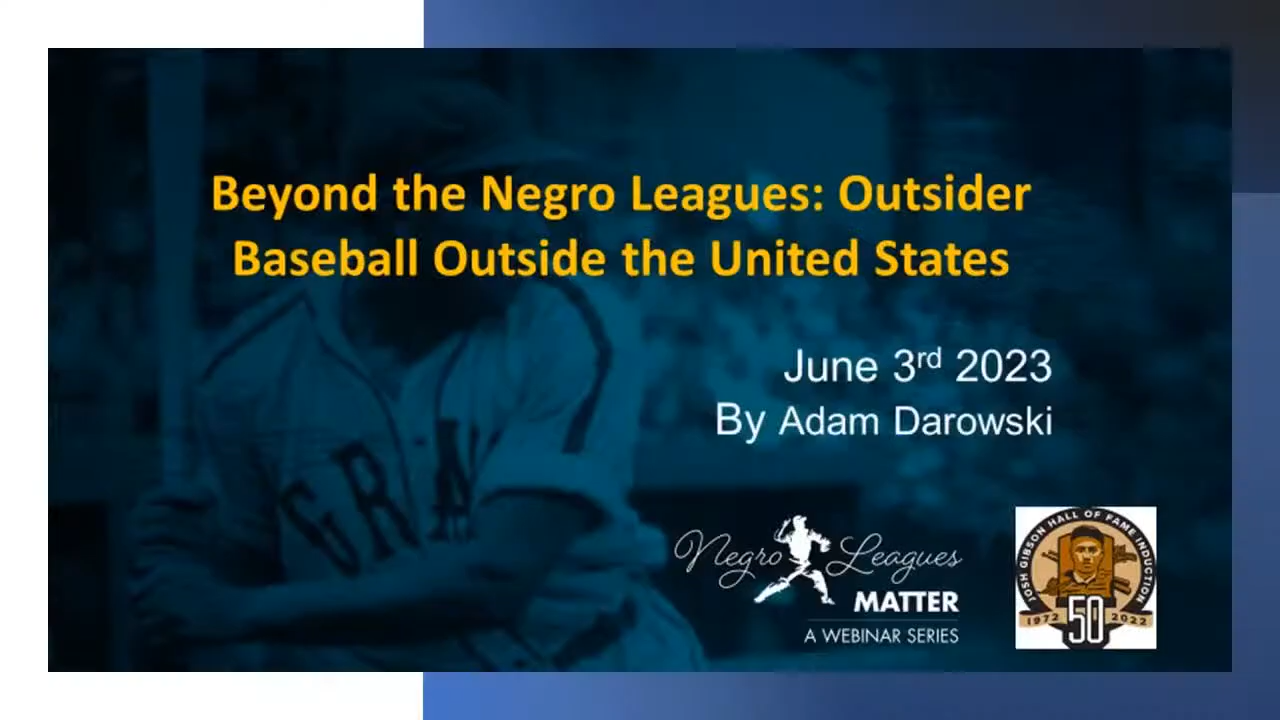 Beyond the Negro Leagues: Outsider
Baseball Outside the United States
June 3rd 2023
By Adam Darowski
GRA
Negro Leagues
MATTER
A WEBINAR SERIES
JOSH GIBSON HALL OF FAME INDUCTION
1972 50 2022